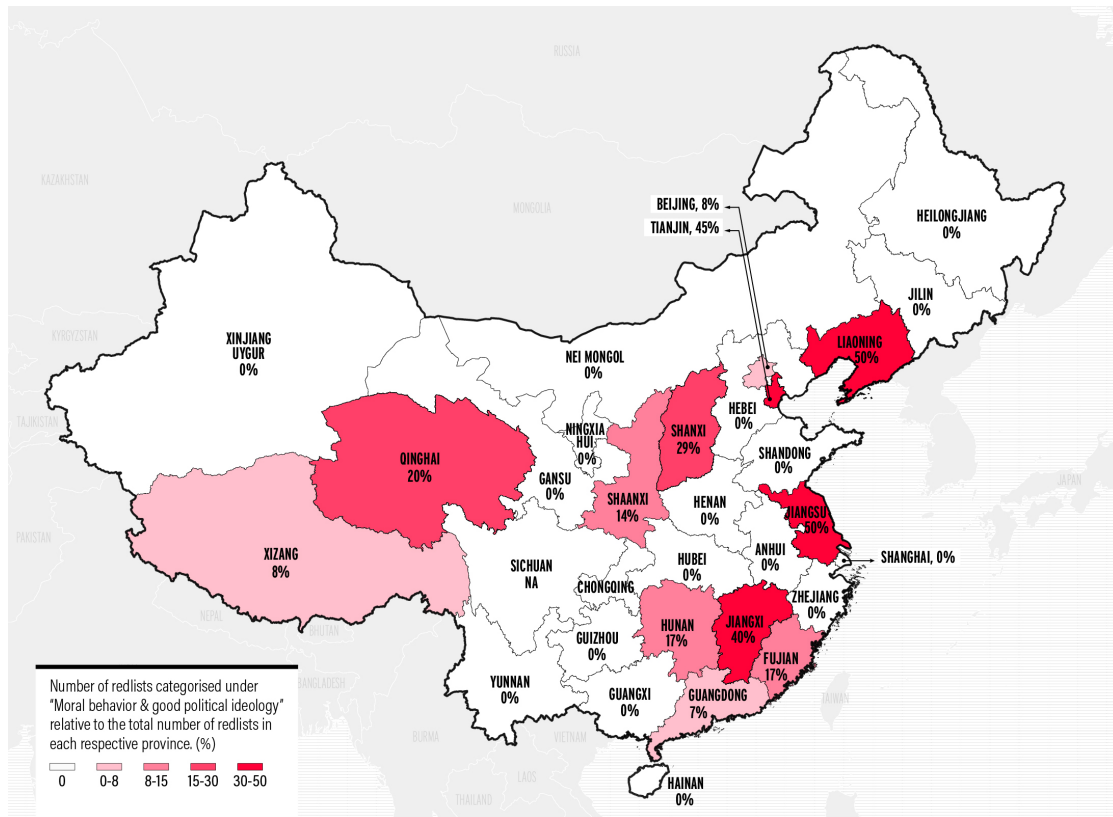 RUSSIA
KAZAKHSTAN
MONGOLIA
BEIJING, 8%
TIANJIN, 45%
HEILONGJIANG
0%
JILIN
0%
KYRGYZSTAN
XINJIANG
UYGUR
0%
NEI MONGOL
0%
LIAONING
50%
TAJIKISTAN
HEBEI
0%
NINGXIA
HUI
0%
SHANXI
29%
QINGHAI
20%
SHANDONG
0%
GANSU
0%
JAPAN
SHAANXI
14%
HENAN
0%
JIANGSU
50%
PAKISTAN
XIZANG
8%
SICHUAN
NA
HUBEI
0%
ANHUI
0%
SHANGHAI, 0%
CHONGQING
ZHEJIANG
0%
NEPAL
BHUTAN
GUIZHOU
0%
HUNAN
17%
JIANGXI
40%
FUJIAN
17%
BANGLADESH
YUNNAN
0%
GUANGXI
0%
GUANGDONG
7%
TAIWAN
BURMA
VIETNAM
LAOS
THAILAND
HAINAN
0%
Number of redlists categorised under
"Moral behavior & good political ideology"
relative to the total number of redlists in
each respective province. (%)
0 0-8 8-15 15-30 30-50